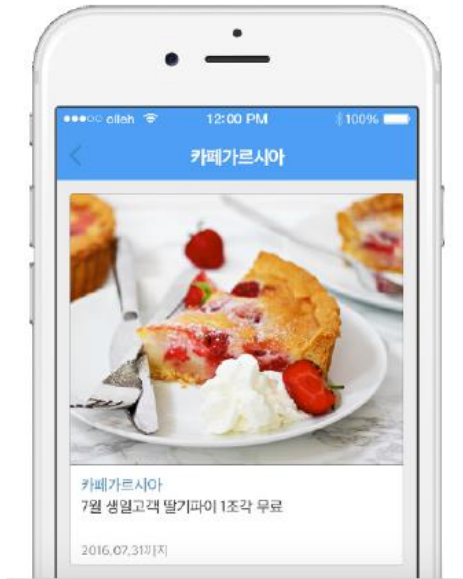 olleh 12:00 PM 100%
카페가르시아
카페가르시아
7월 생일고객 딸기파이 1조각 무료
2016.07.31까지